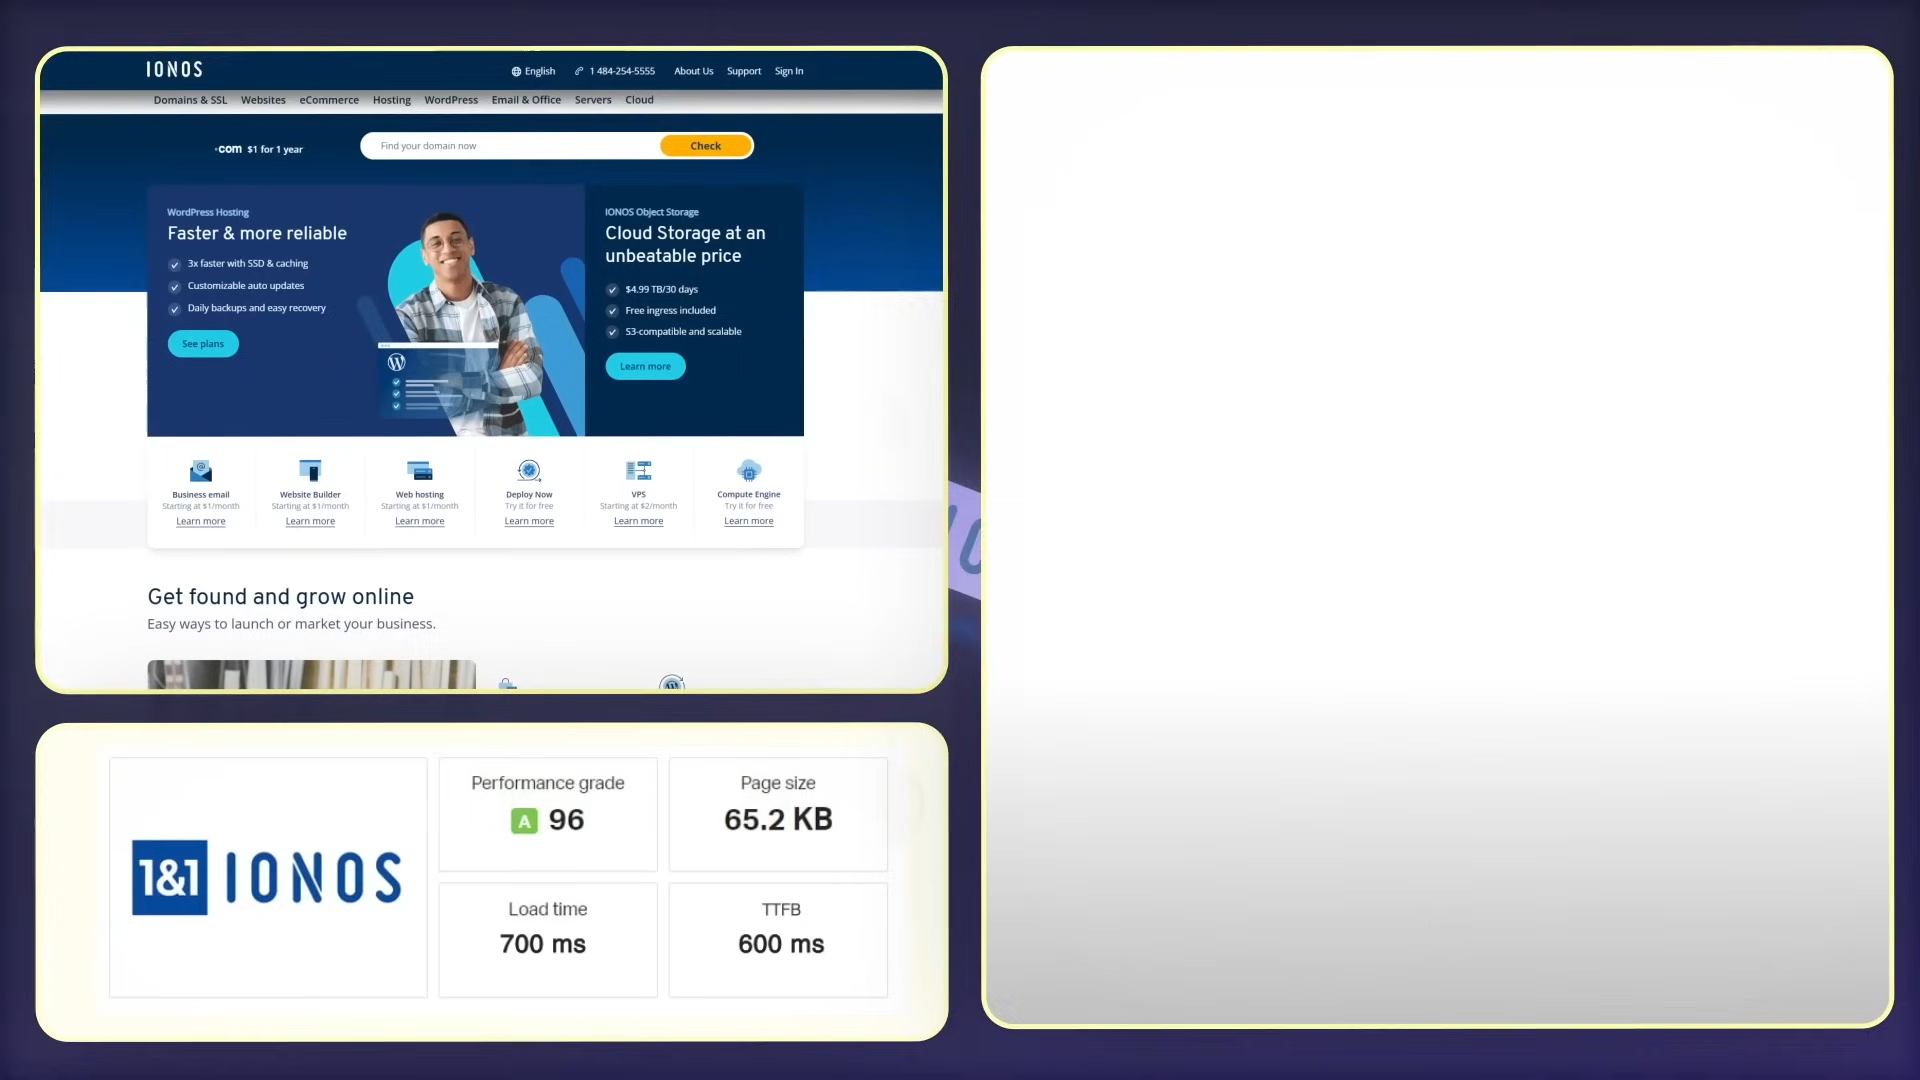 IONOS
English 1 484-254-5555 About Us Support Sign In
Domains & SSL Websites eCommerce Hosting WordPress Email & Office Servers Cloud
.com $1 for 1 year
Find your domain now
Check
WordPress Hosting
Faster & more reliable
3x faster with SSD & caching
Customizable auto updates
Daily backups and easy recovery
See plans
IONOS Object Storage
Cloud Storage at an
unbeatable price
$4.99 TB/30 days
Free ingress included
S3-compatible and scalable
Learn more
Business email
Starting at $1/month
Learn more
Website Builder
Starting at $1/month
Learn more
Web hosting
Starting at $1/month
Learn more
Deploy Now
Try it for free
Learn more
VPS
Starting at $2/month
Learn more
Compute Engine
Try it for free
Learn more
Get found and grow online
Easy ways to launch or market your business.
1&1 IONOS
Performance grade
A 96
Page size
65.2 KB
Load time
700 ms
TTFB
600 ms